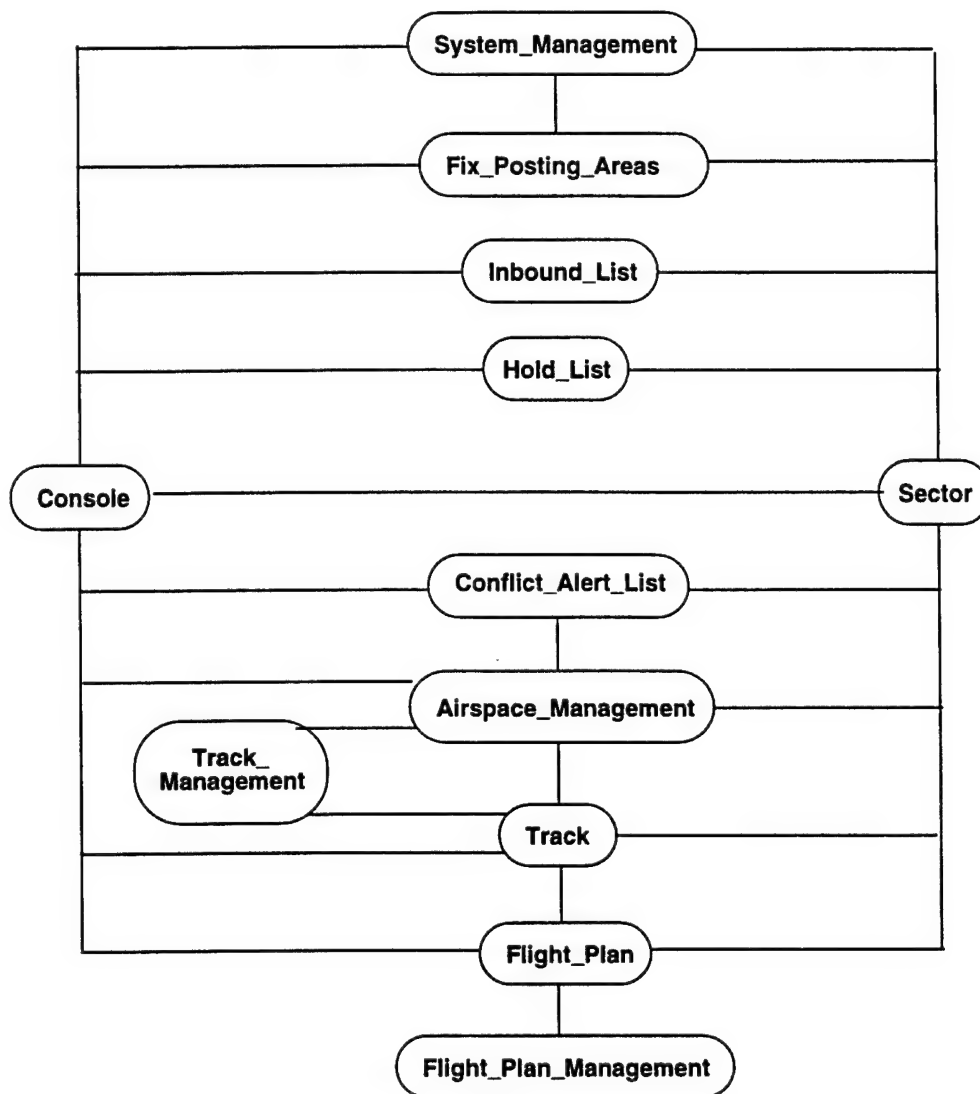 System_Management
Fix_Posting_Areas
Inbound_List
Hold_List
Console
Sector
Conflict_Alert_List
Airspace_Management
Track_
Management
Track
Flight_Plan
Flight_Plan_Management